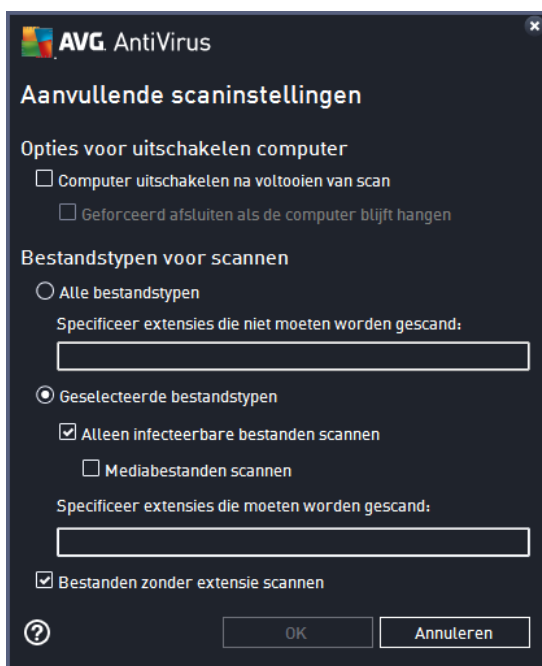 AVG. AntiVirus
Aanvullende scaninstellingen
Opties voor uitschakelen computer
Computer uitschakelen na voltooien van scan
Geforceerd afsluiten als de computer blijft hangen
Bestandstypen voor scannen
Alle bestandstypen
Specificeer extensies die niet moeten worden gescand:
Geselecteerde bestandstypen
Alleen infecteerbare bestanden scannen
Mediabestanden scannen
Specificeer extensies die moeten worden gescand:
Bestanden zonder extensie scannen
? OK Annuleren